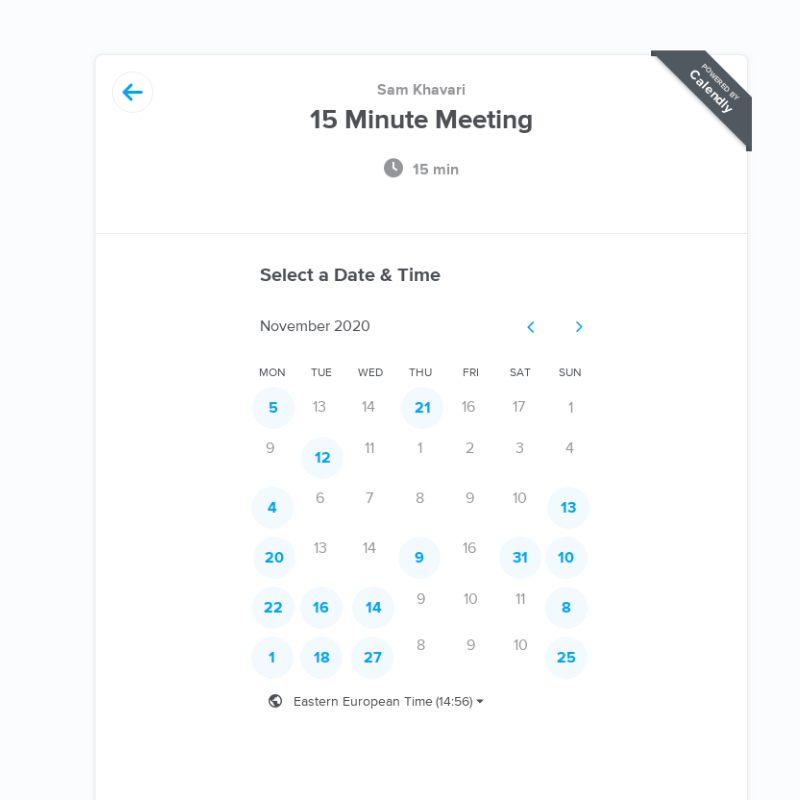 POWERED BY
Calendly
Sam Khavari
15 Minute Meeting
15 min
Select a Date & Time
November 2020
MON TUE WED THU FRI SAT SUN
5 13 14 21 16 17 1
9 12 11 1 2 3 4
4 6 7 8 9 10 13
20 13 14 9 16 31 10
22 16 14 9 10 11 8
1 18 27 8 9 10 25
Eastern European Time (14:56)